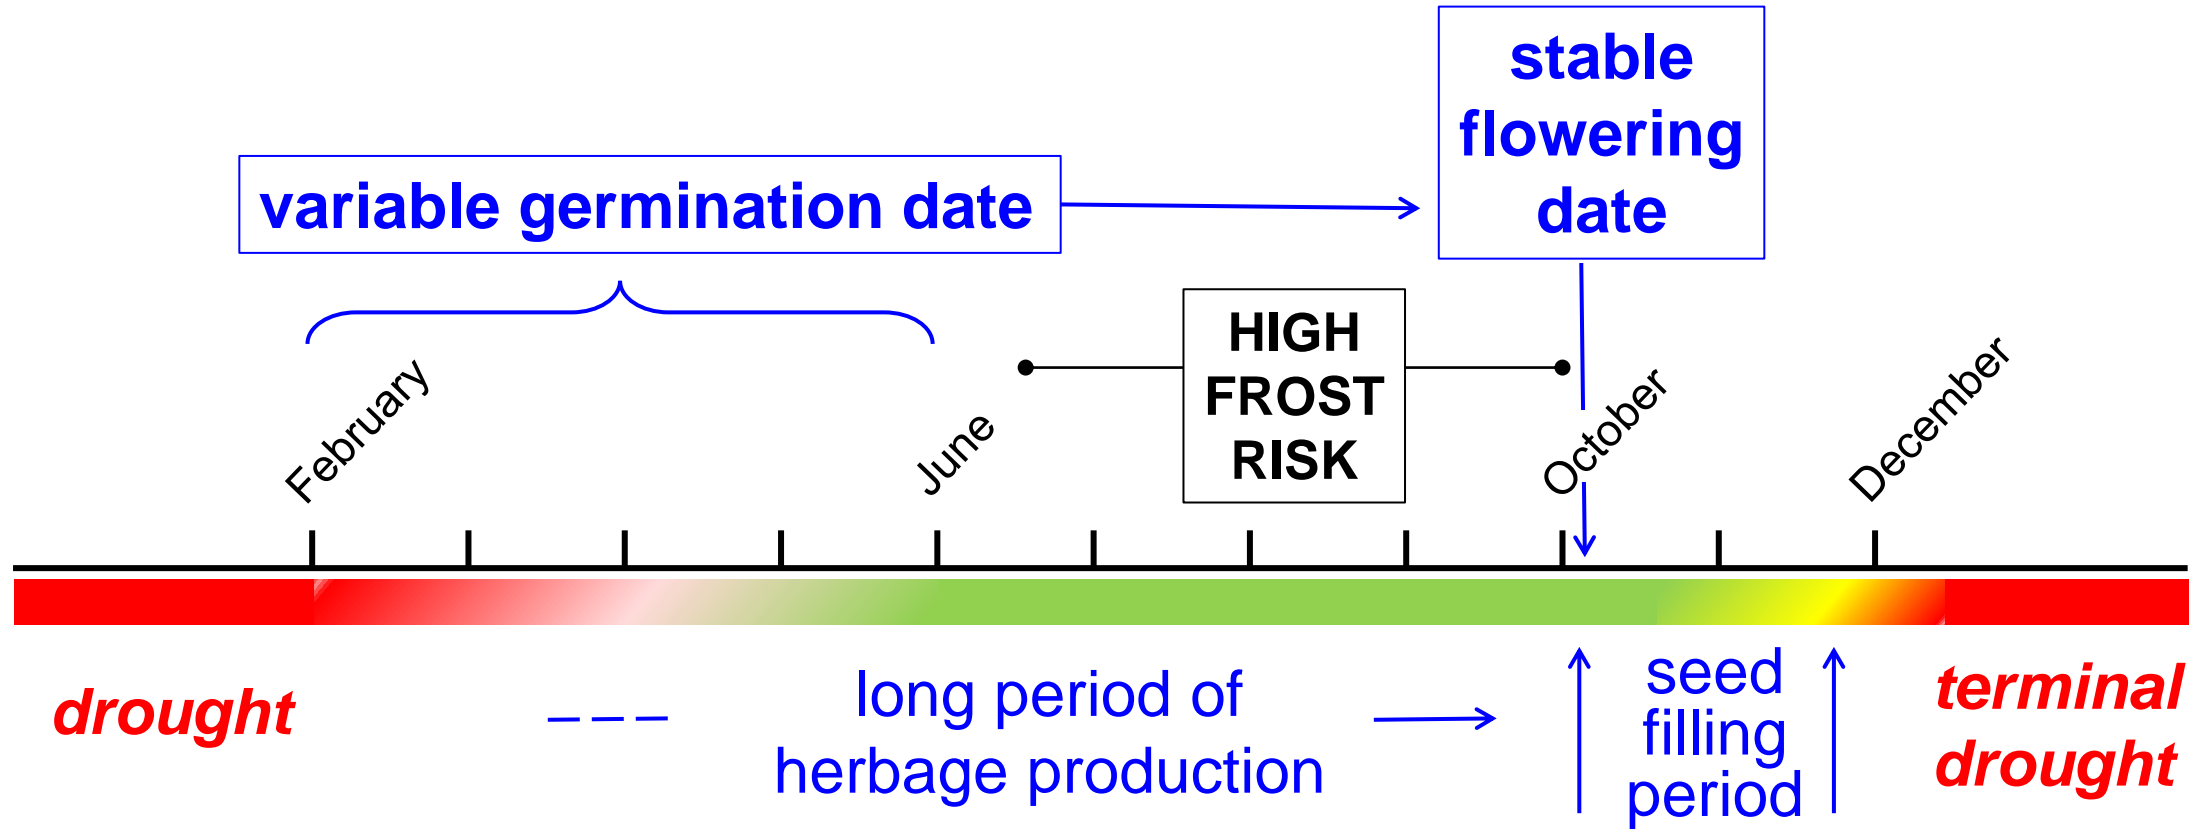 stable
flowering
date
variable germination date
HIGH
FROST
RISK
February
June
October
December
drought
long period of
herbage production
seed
filling
period
terminal
drought